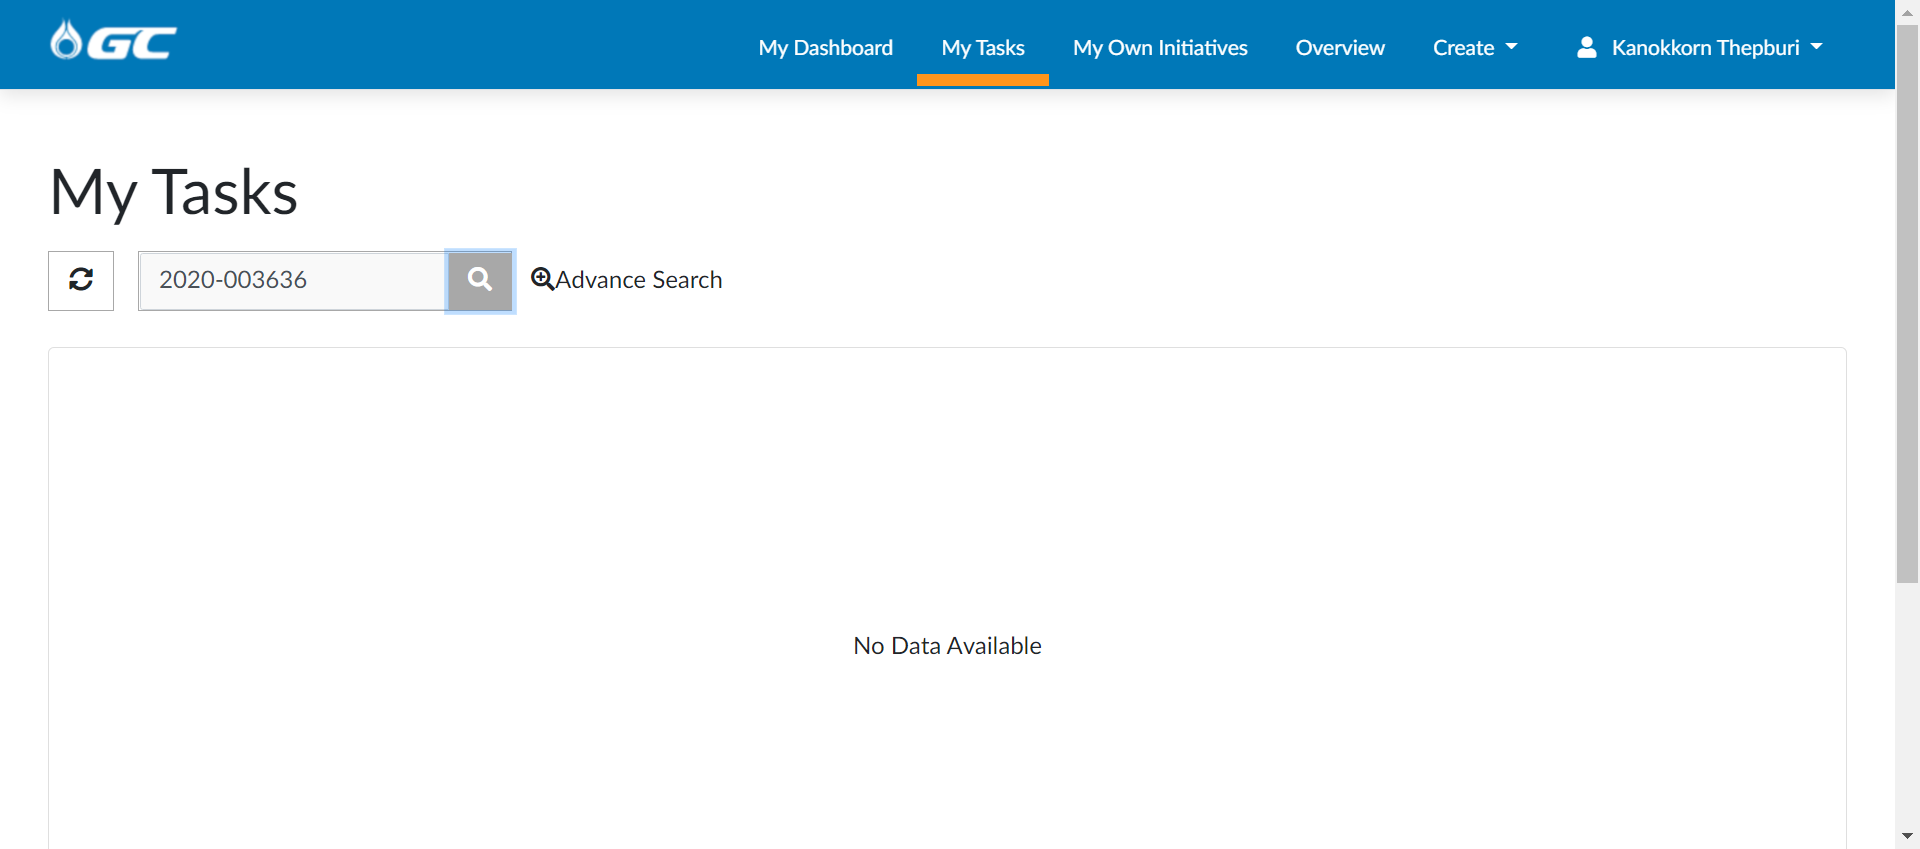 GC
My Dashboard
My Tasks
My Own Initiatives
Overview
Create
Kanokkorn Thepburi
My Tasks
2020-003636
Advance Search
No Data Available